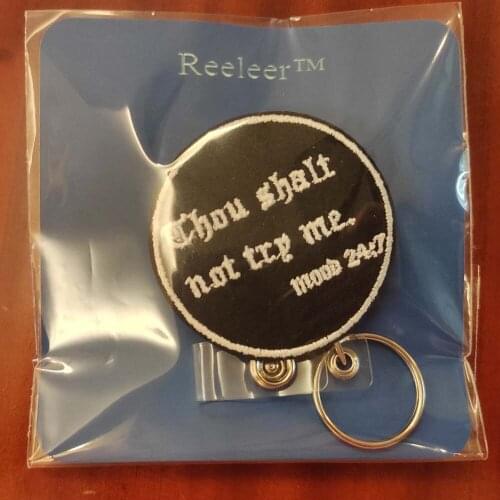 Reeleer™
Thou shalt
not try me.
Mood 24:7